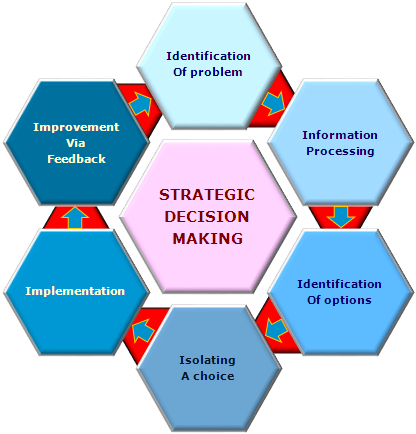 Identification
Of problem
Information
Processing
Identification
Of options
Isolating
A choice
Implementation
Improvement
Via
Feedback
STRATEGIC
DECISION
MAKING